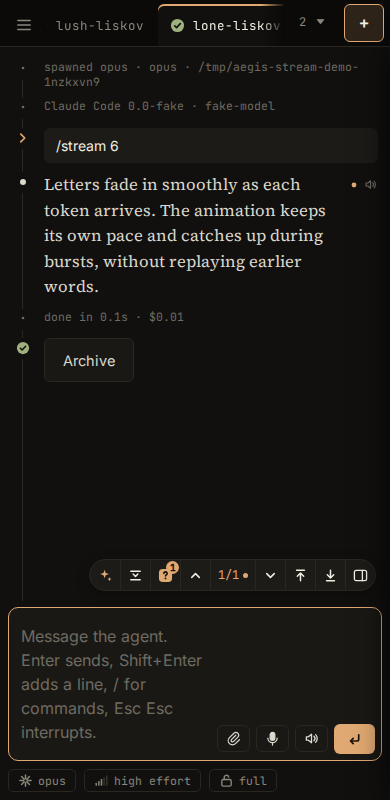 lush-liskov
lone-liskov
2
+
spawned opus · opus · /tmp/aegis-stream-demo-
1nzkxvn9
Claude Code 0.0-fake · fake-model
/stream 6
Letters fade in smoothly as each
token arrives. The animation keeps
its own pace and catches up during
bursts, without replaying earlier
words.
done in 0.1s · $0.01
Archive
?
1
1/1
Message the agent.
Enter sends, Shift+Enter
adds a line, / for
commands, Esc Esc
interrupts.
opus
high effort
full